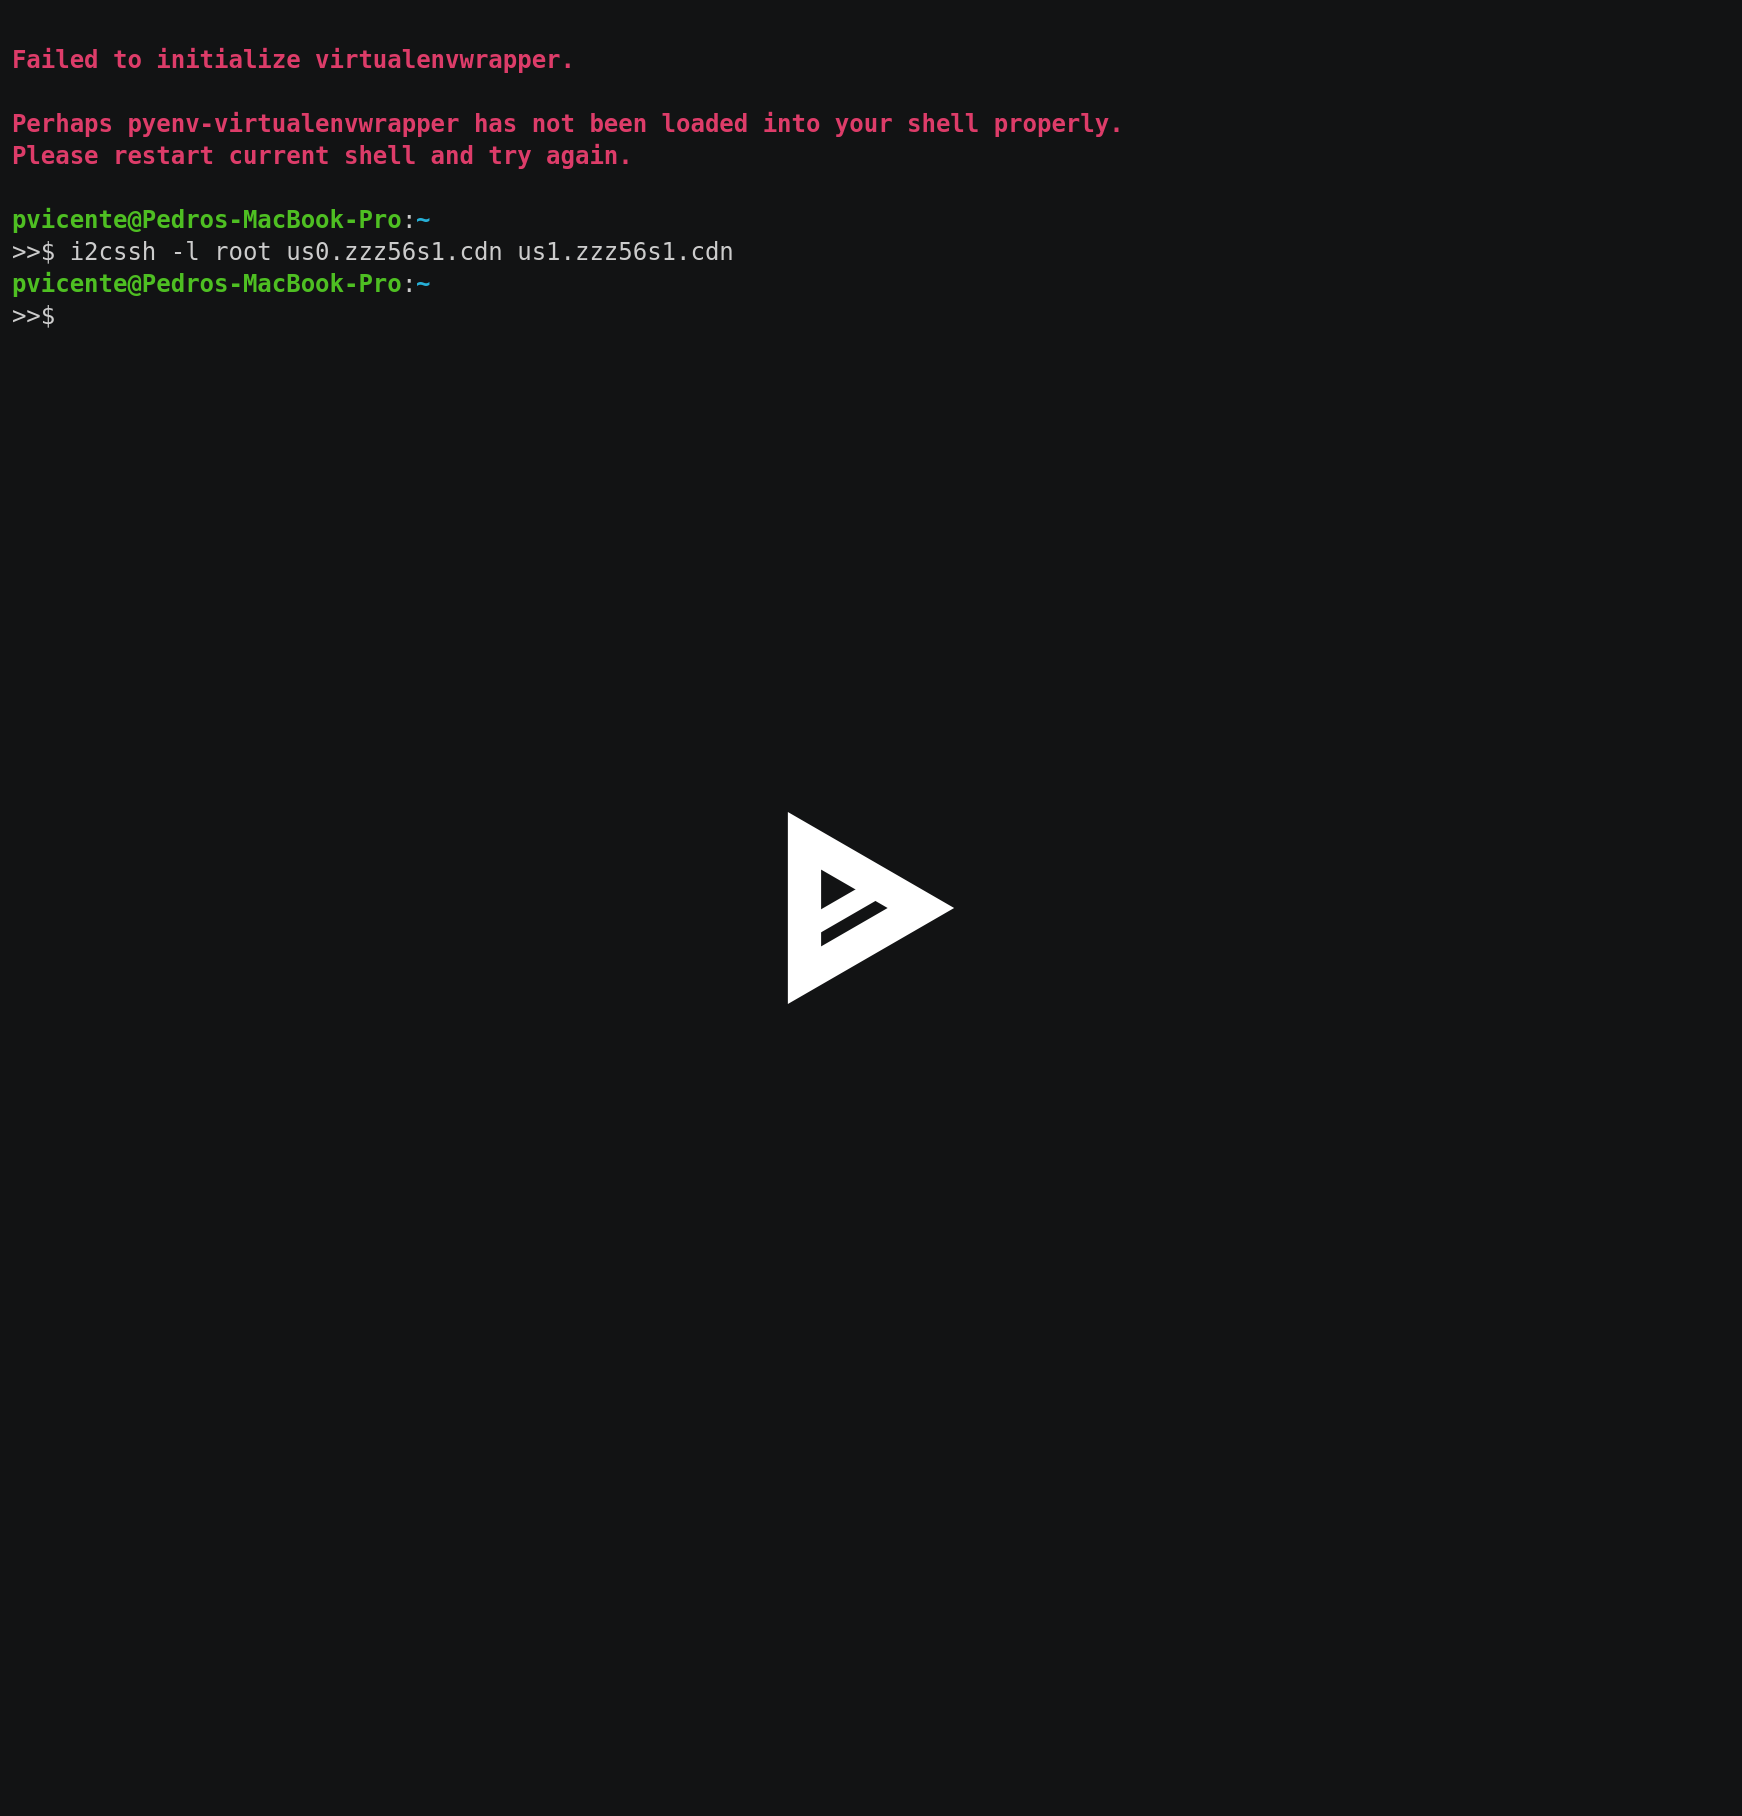 Failed to initialize virtualenvwrapper.
Perhaps pyenv-virtualenvwrapper has not been loaded into your shell properly.
Please restart current shell and try again.
pvicente@Pedros-MacBook-Pro:~
>>$ i2cssh -l root us0.zzz56s1.cdn us1.zzz56s1.cdn
pvicente@Pedros-MacBook-Pro:~
>>$